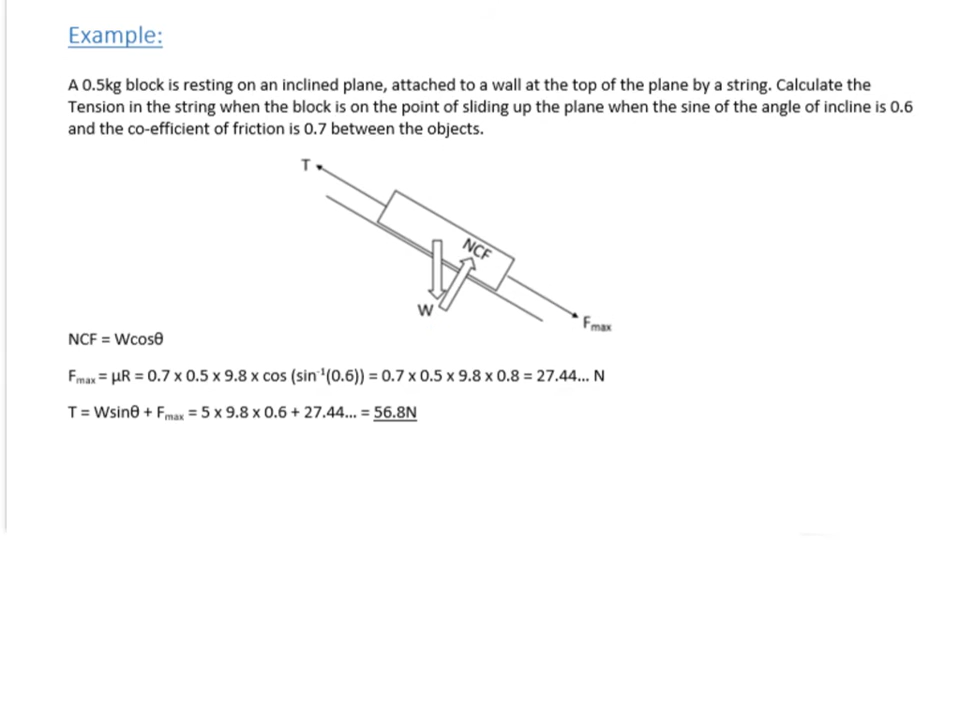 Example:
A 0.5kg block is resting on an inclined plane, attached to a wall at the top of the plane by a string. Calculate the
Tension in the string when the block is on the point of sliding up the plane when the sine of the angle of incline is 0.6
and the co-efficient of friction is 0.7 between the objects.
T
NCF
W
Fmax
NCF = Wcosθ
Fmax = μR = 0.7 x 0.5 x 9.8 x cos (sin⁻¹(0.6)) = 0.7 x 0.5 x 9.8 x 0.8 = 27.44... N
T = Wsinθ + Fmax = 5 x 9.8 x 0.6 + 27.44... = 56.8N